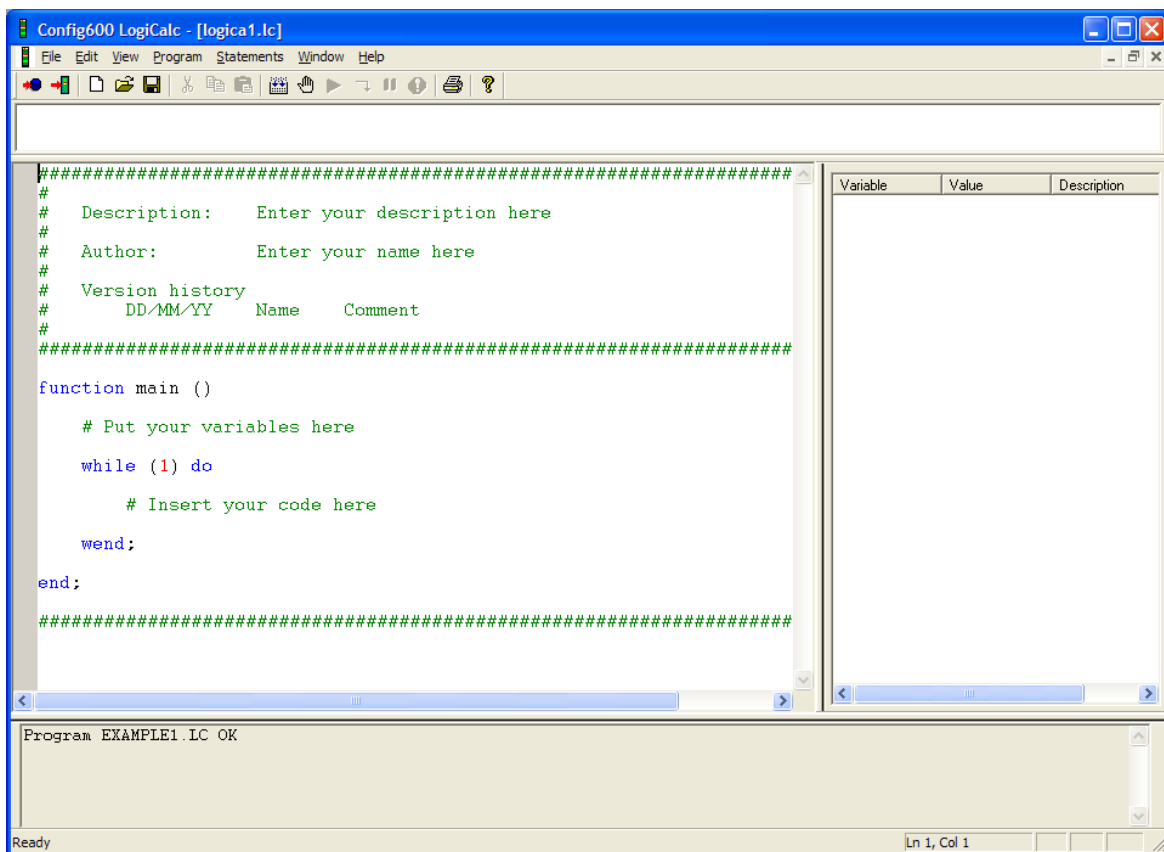 Config600 LogiCalc - [logica1.lc]
File Edit View Program Statements Window Help
#####################################################################
#
#   Description:    Enter your description here
#
#   Author:         Enter your name here
#
#   Version history
#       DD/MM/YY    Name    Comment
#
#####################################################################
function main ()
    # Put your variables here
    while (1) do
        # Insert your code here
    wend;
end;
#####################################################################
Variable Value Description
Program EXAMPLE1.LC OK
Ready Ln 1, Col 1